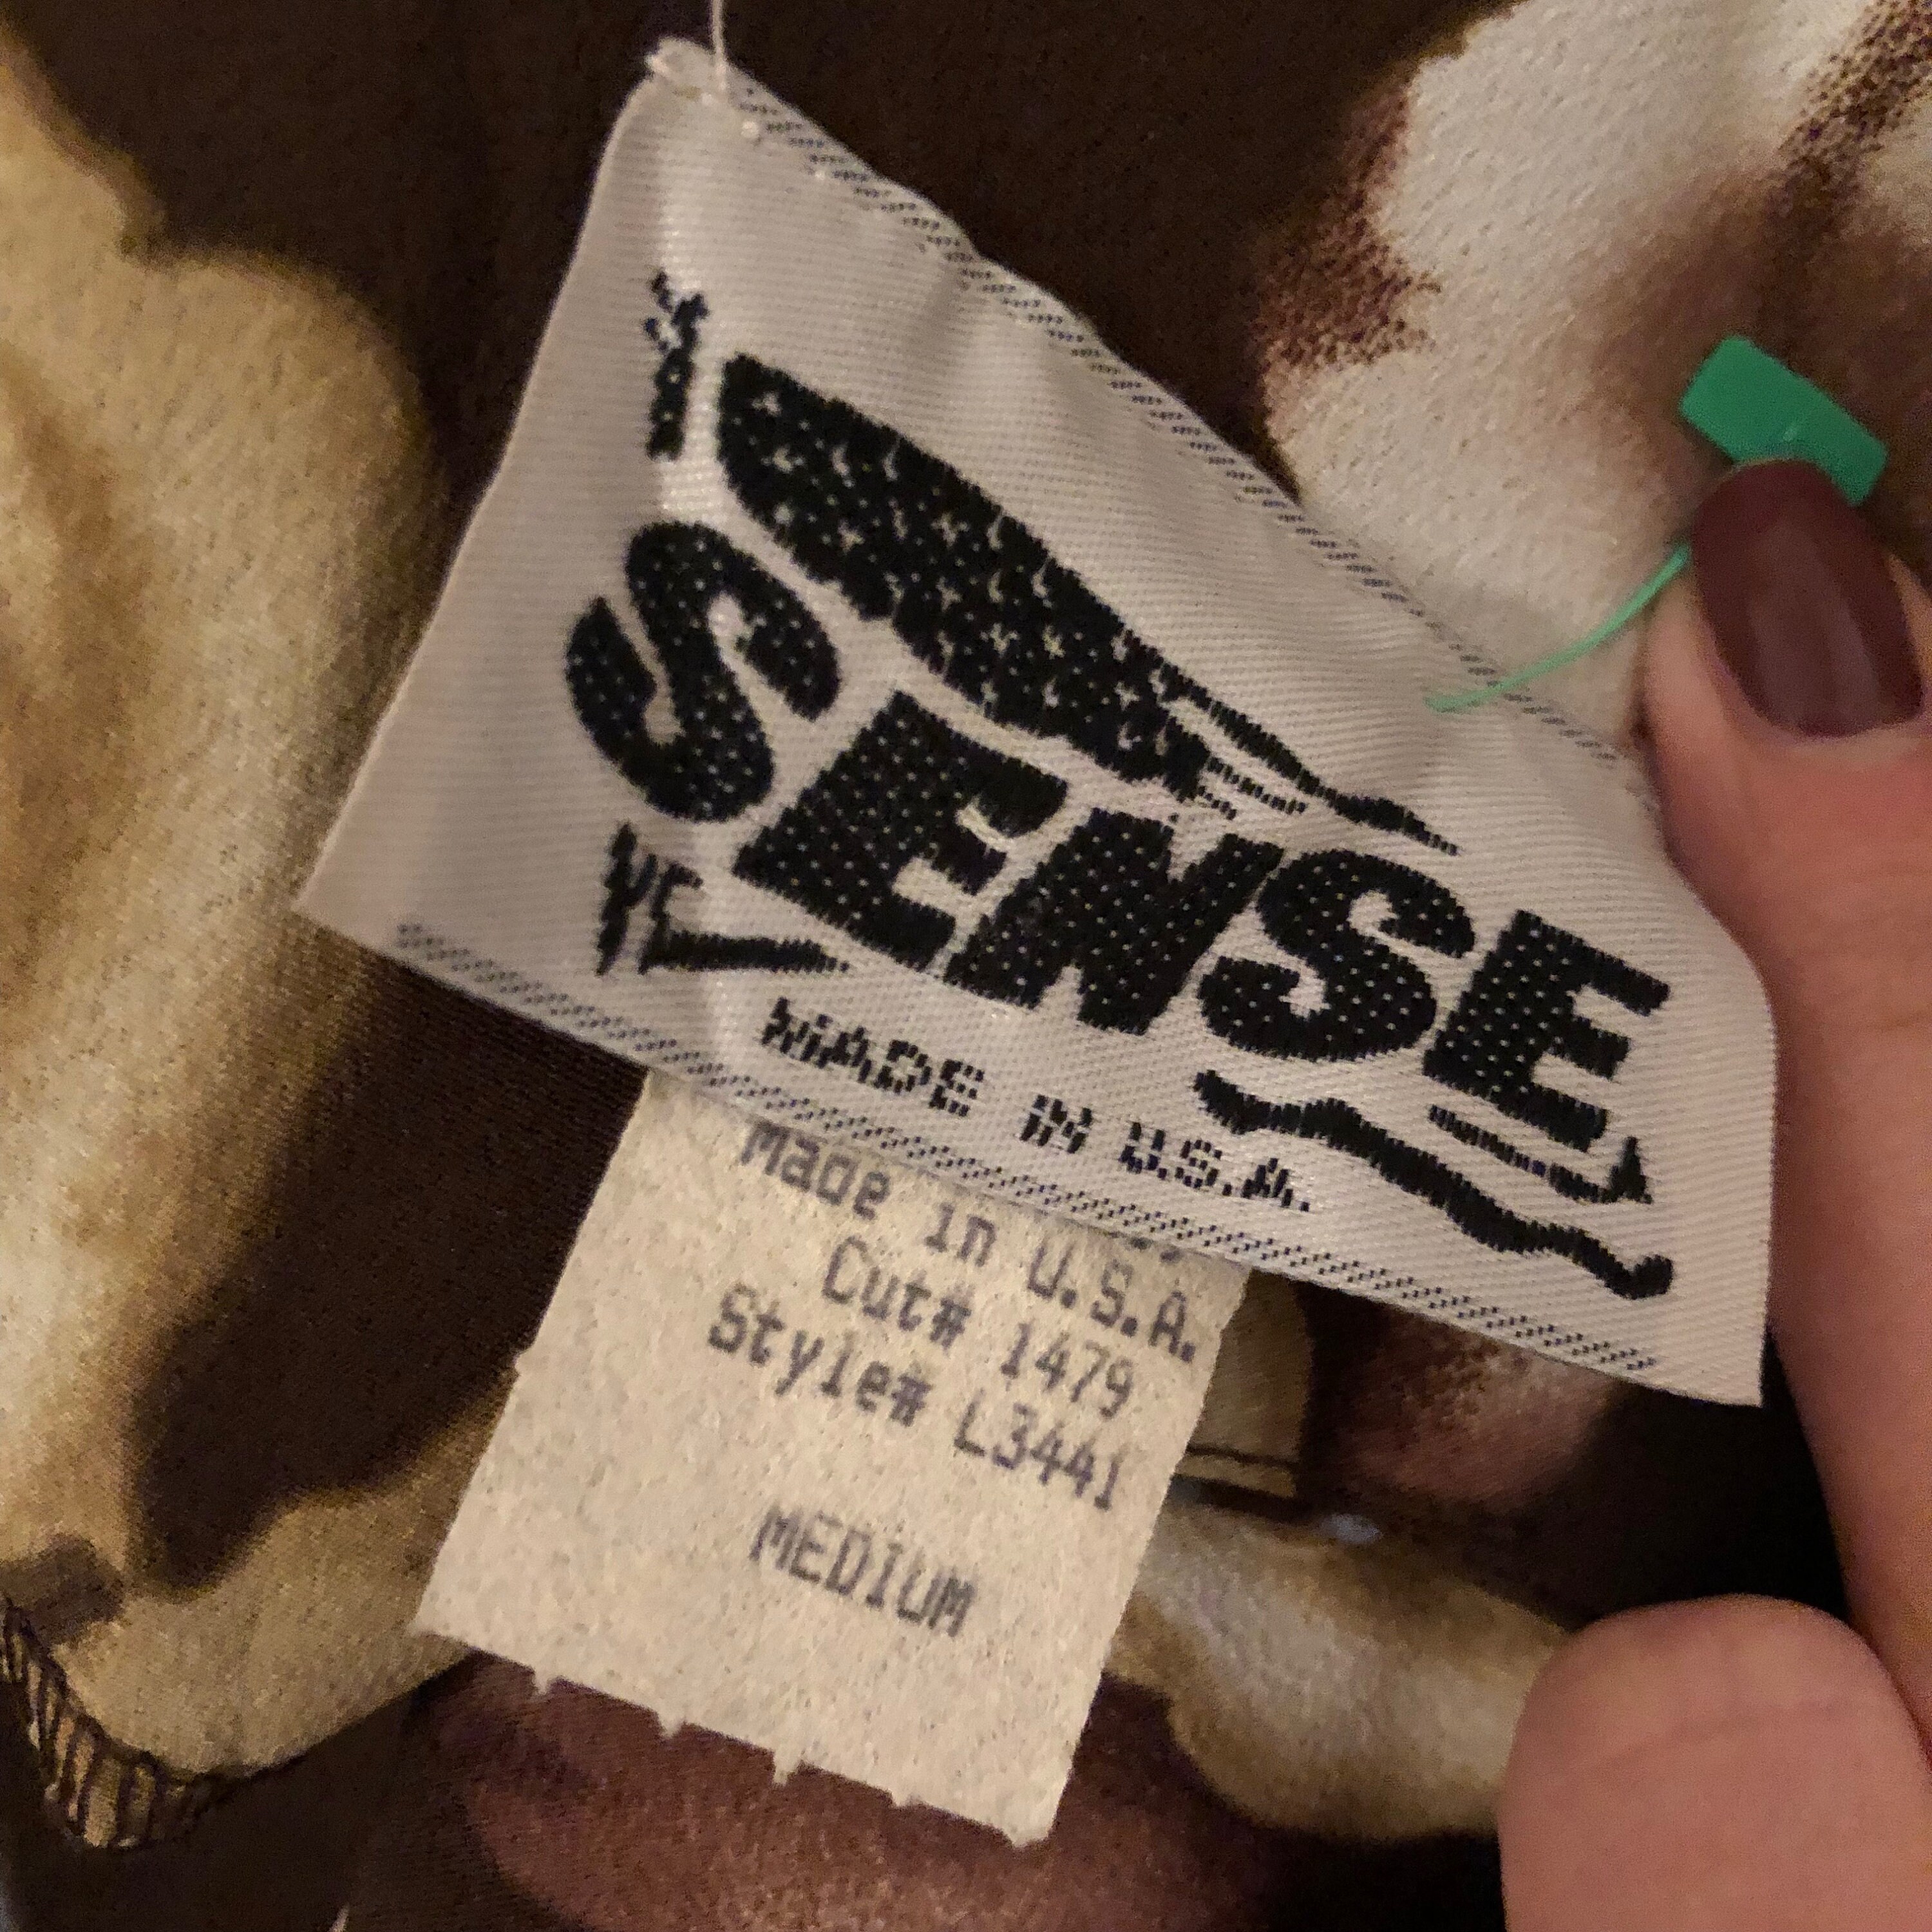 SENSE
MADE IN U.S.A.
Made in U.S.A.
Cut# 1479
Style# L3441
MEDIUM